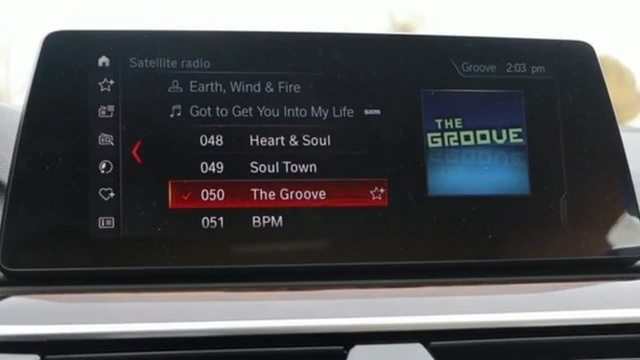 Satellite radio
Groove 2:03 pm
Earth, Wind & Fire
Got to Get You Into My Life sxm
048 Heart & Soul
049 Soul Town
050 The Groove
051 BPM
THE
GROOVE